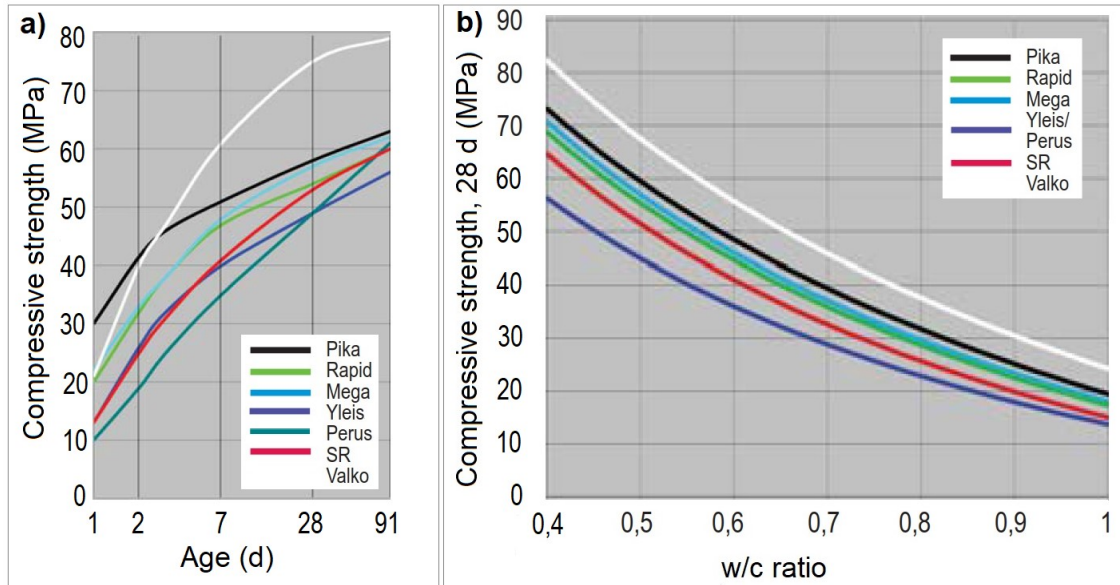 a)
Compressive strength (MPa)
80
70
60
50
40
30
20
10
0
Pika
Rapid
Mega
Yleis
Perus
SR
Valko
1 2 7 28 91
Age (d)
b)
Compressive strength, 28 d (MPa)
90
80
70
60
50
40
30
20
10
0
Pika
Rapid
Mega
Yleis/
Perus
SR
Valko
0,4 0,5 0,6 0,7 0,8 0,9 1
w/c ratio